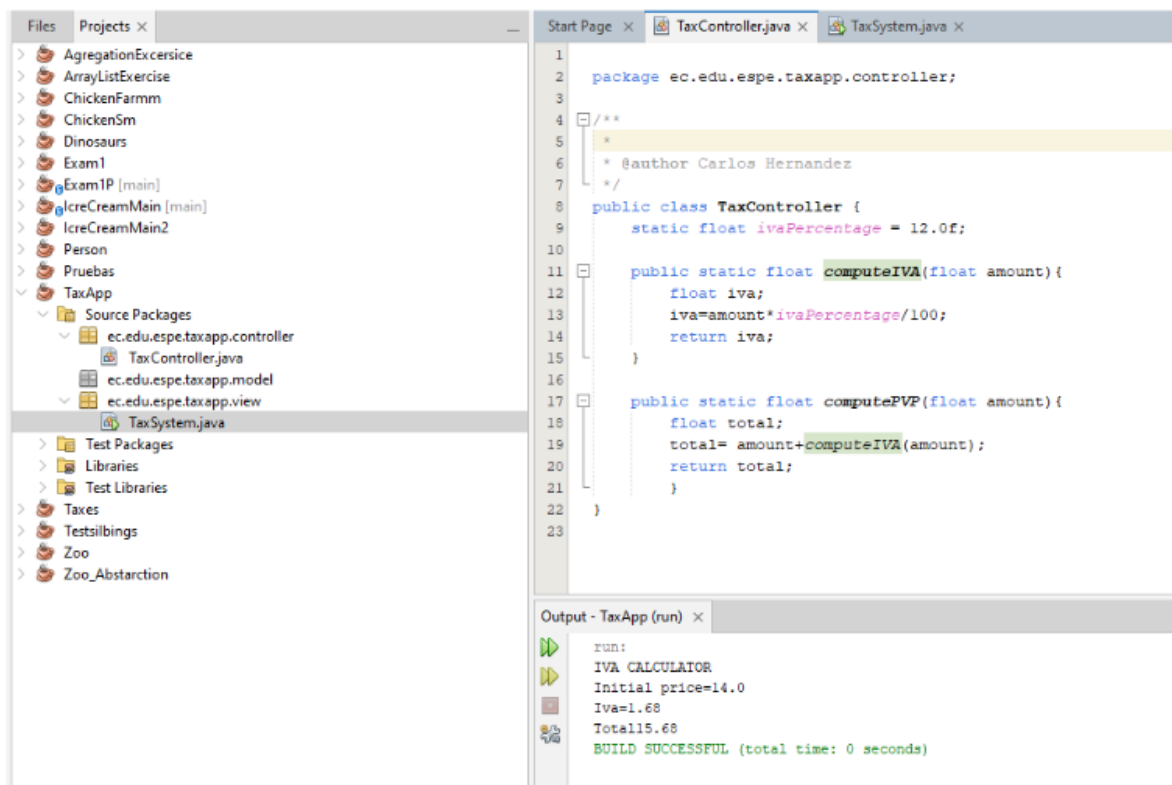 Files Projects
AgregationExcersice
ArrayListExercise
ChickenFarmm
ChickenSm
Dinosaurs
Exam1
Exam1P [main]
IcreCreamMain [main]
IcreCreamMain2
Person
Pruebas
TaxApp
Source Packages
ec.edu.espe.taxapp.controller
TaxController.java
ec.edu.espe.taxapp.model
ec.edu.espe.taxapp.view
TaxSystem.java
Test Packages
Libraries
Test Libraries
Taxes
Testsilbings
Zoo
Zoo_Abstarction
Start Page TaxController.java TaxSystem.java
1
2 package ec.edu.espe.taxapp.controller;
3
4 /**
5 *
6 * @author Carlos Hernandez
7 */
8 public class TaxController {
9 static float ivaPercentage = 12.0f;
10
11 public static float computeIVA(float amount){
12 float iva;
13 iva=amount*ivaPercentage/100;
14 return iva;
15 }
16
17 public static float computePVP(float amount){
18 float total;
19 total= amount+computeIVA(amount);
20 return total;
21 }
22 }
23
Output - TaxApp (run)
run:
IVA CALCULATOR
Initial price=14.0
Iva=1.68
Total15.68
BUILD SUCCESSFUL (total time: 0 seconds)